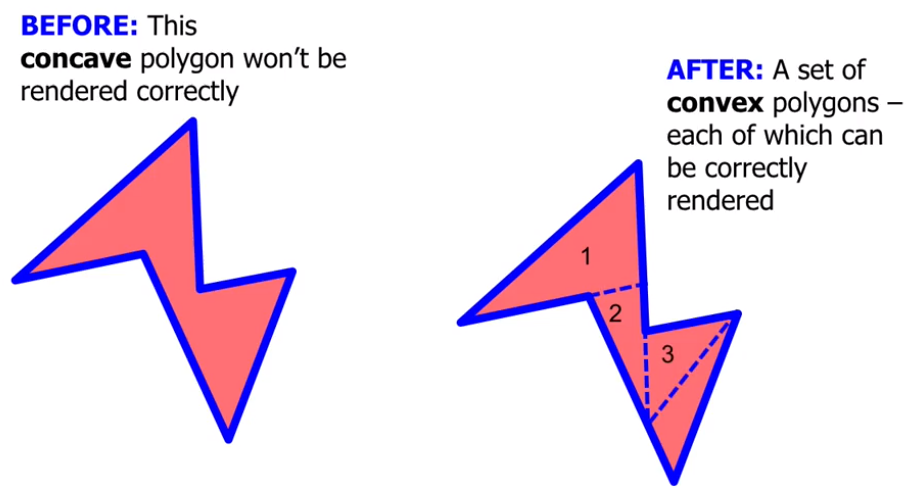 BEFORE: This
concave polygon won’t be
rendered correctly
AFTER: A set of
convex polygons –
each of which can
be correctly
rendered
1
2
3